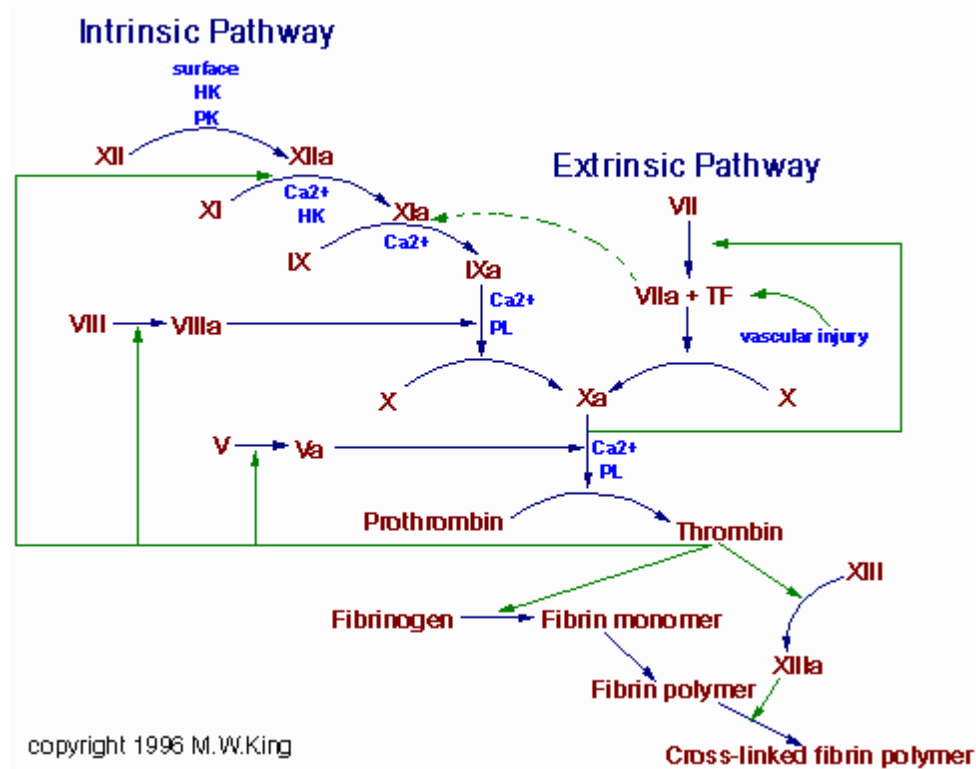 Intrinsic Pathway
surface
HK
PK
XII
XIIa
Extrinsic Pathway
XI
Ca2+
HK
XIa
VII
IX
Ca2+
IXa
VIIa + TF
Ca2+
PL
VIII
VIIIa
vascular injury
X
Xa
X
V
Va
Ca2+
PL
Prothrombin
Thrombin
XIII
Fibrinogen
Fibrin monomer
XIIIa
Fibrin polymer
copyright 1996 M.W.King
Cross-linked fibrin polymer